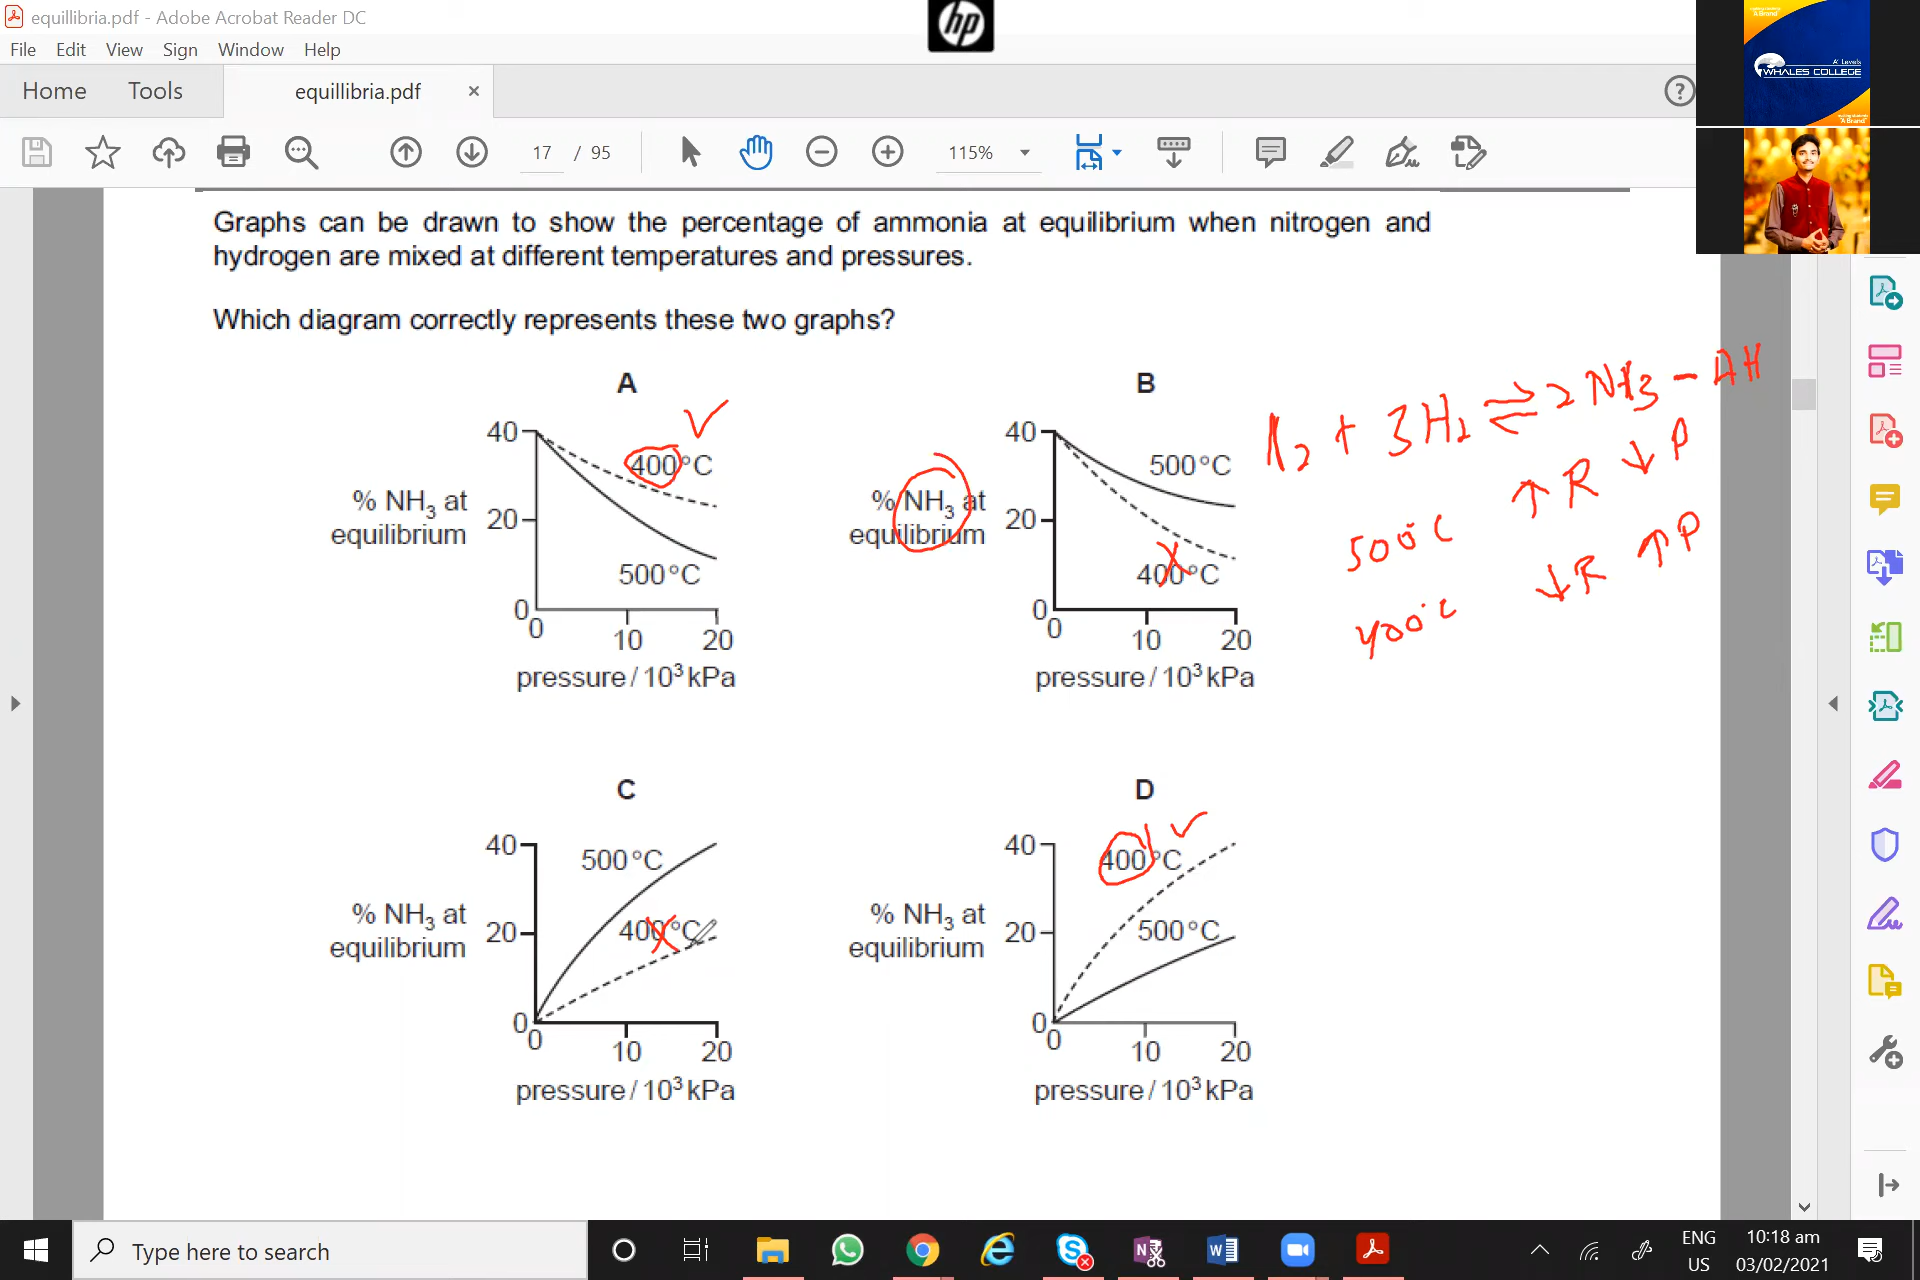 equillibria.pdf - Adobe Acrobat Reader DC
File Edit View Sign Window Help
Home Tools equillibria.pdf ×
17 / 95 115%
hp
A' Levels
WHALES COLLEGE
Graphs can be drawn to show the percentage of ammonia at equilibrium when nitrogen and
hydrogen are mixed at different temperatures and pressures.
Which diagram correctly represents these two graphs?
A
40
20
0
% NH3 at
equilibrium
400°C
500°C
0 10 20
pressure / 10³ kPa
B
40
20
0
% NH3 at
equilibrium
500°C
400°C
0 10 20
pressure / 10³ kPa
N2 + 3H2 ⇌ 2NH3 - ΔH
500°C ↑R ↓P
400°C ↓R ↑P
C
40
20
0
% NH3 at
equilibrium
500°C
400°C
0 10 20
pressure / 10³ kPa
D
40
20
0
% NH3 at
equilibrium
400°C
500°C
0 10 20
pressure / 10³ kPa
Type here to search
ENG
US
10:18 am
03/02/2021